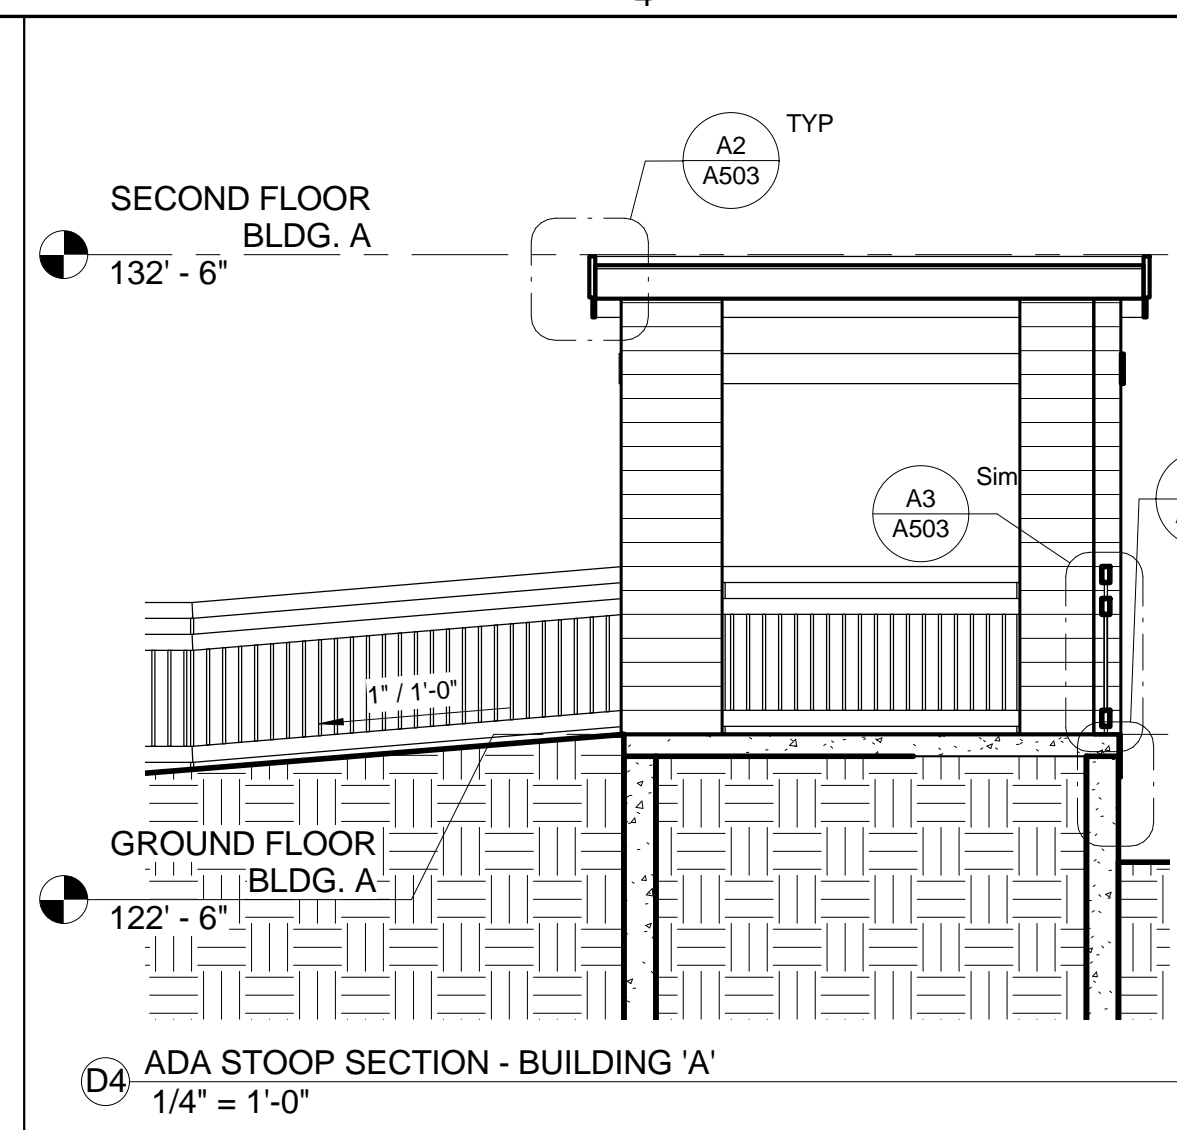 A2
A503
TYP
SECOND FLOOR
BLDG. A
132' - 6"
A3
A503
Sim
1" / 1'-0"
GROUND FLOOR
BLDG. A
122' - 6"
D4
ADA STOOP SECTION - BUILDING 'A'
1/4" = 1'-0"